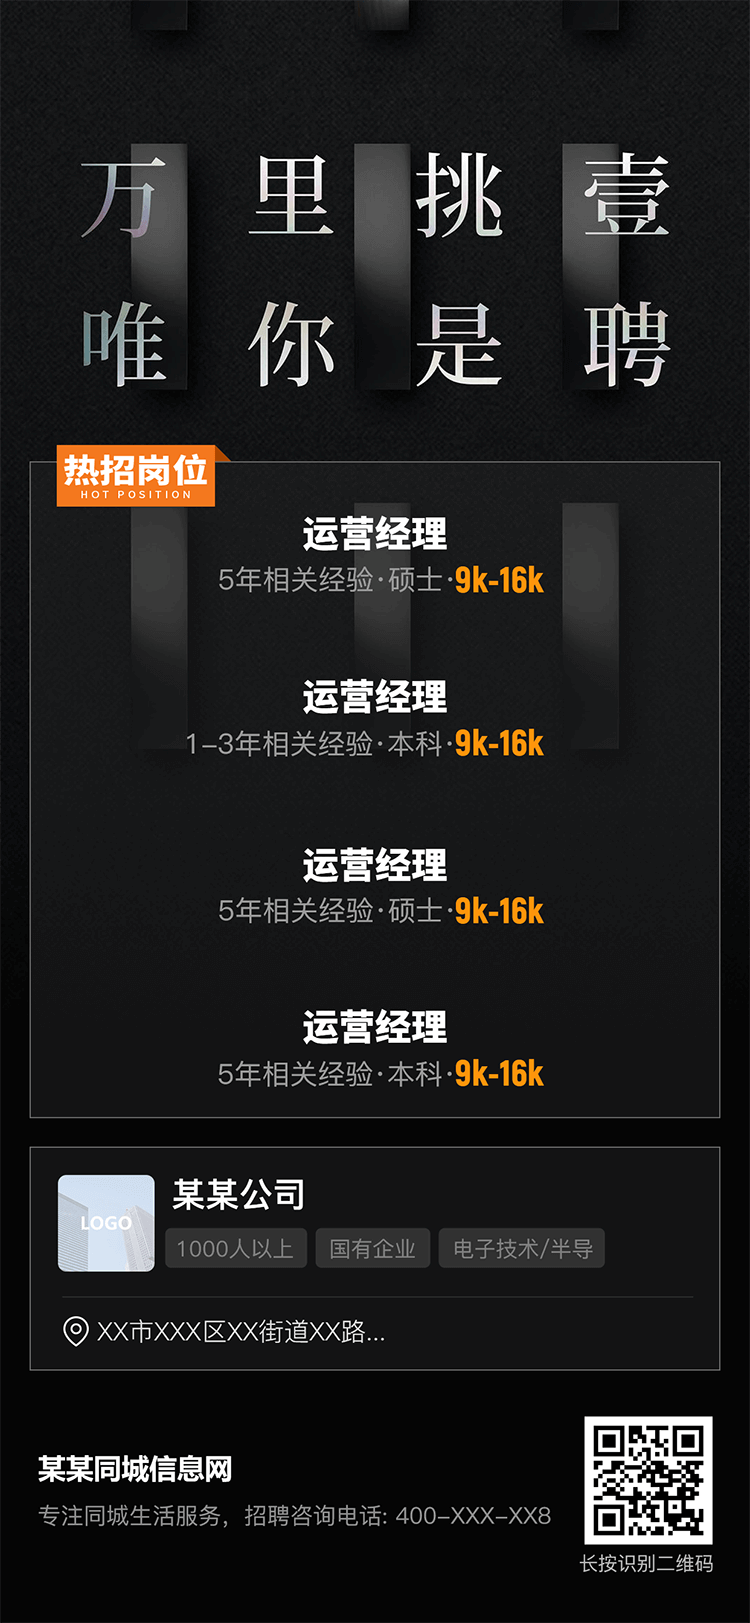 万里挑壹
唯你是聘
热招岗位
HOT POSITION
运营经理
5年相关经验·硕士·9k-16k
运营经理
1-3年相关经验·本科·9k-16k
运营经理
5年相关经验·硕士·9k-16k
运营经理
5年相关经验·本科·9k-16k
LOGO
某某公司
1000人以上 国有企业 电子技术/半导
XX市XXX区XX街道XX路...
某某同城信息网
专注同城生活服务，招聘咨询电话: 400-XXX-XX8
长按识别二维码